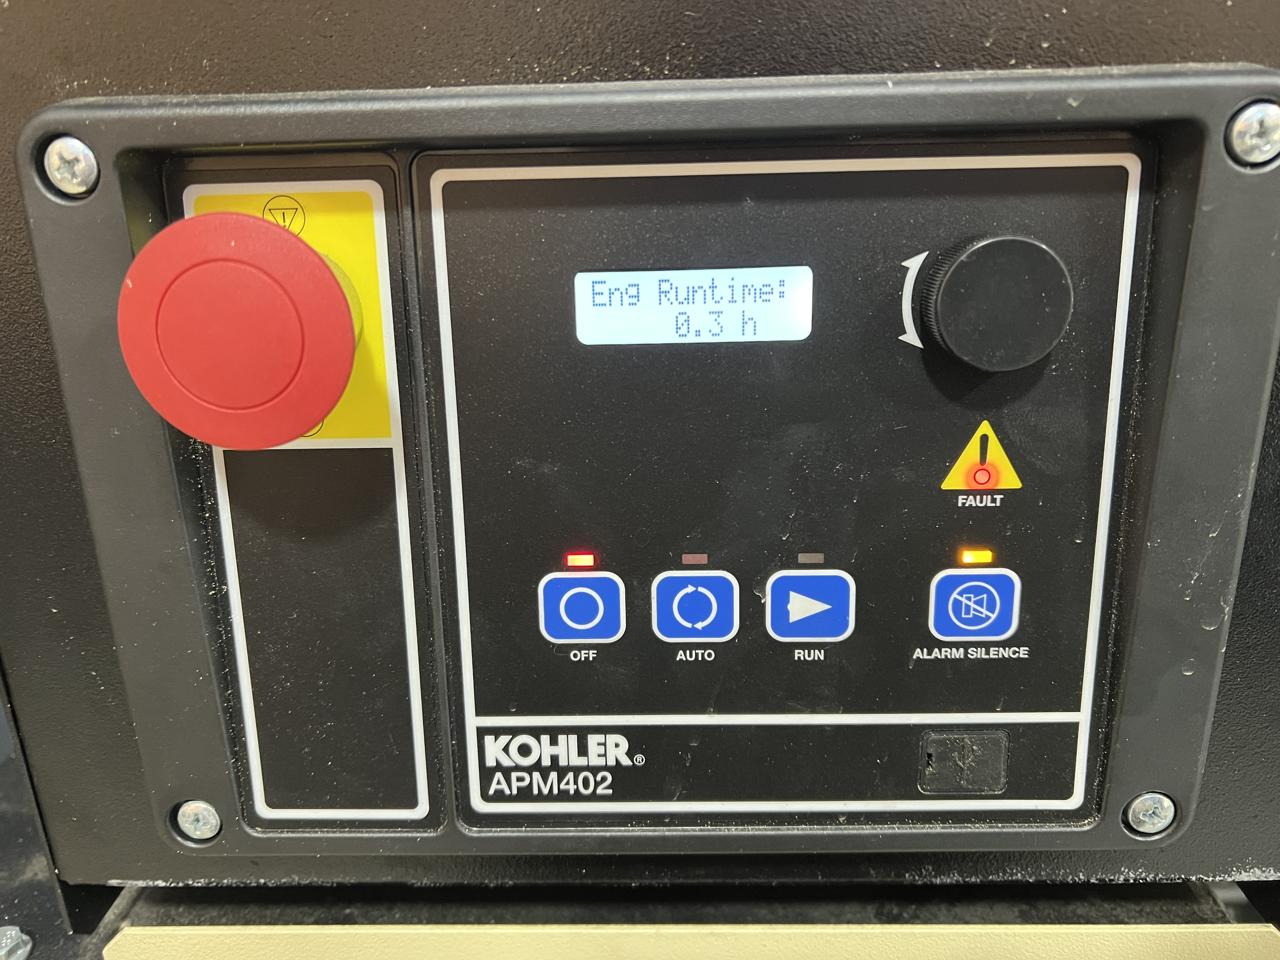 Eng Runtime:
0.3 h
FAULT
OFF
AUTO
RUN
ALARM SILENCE
KOHLER®
APM402